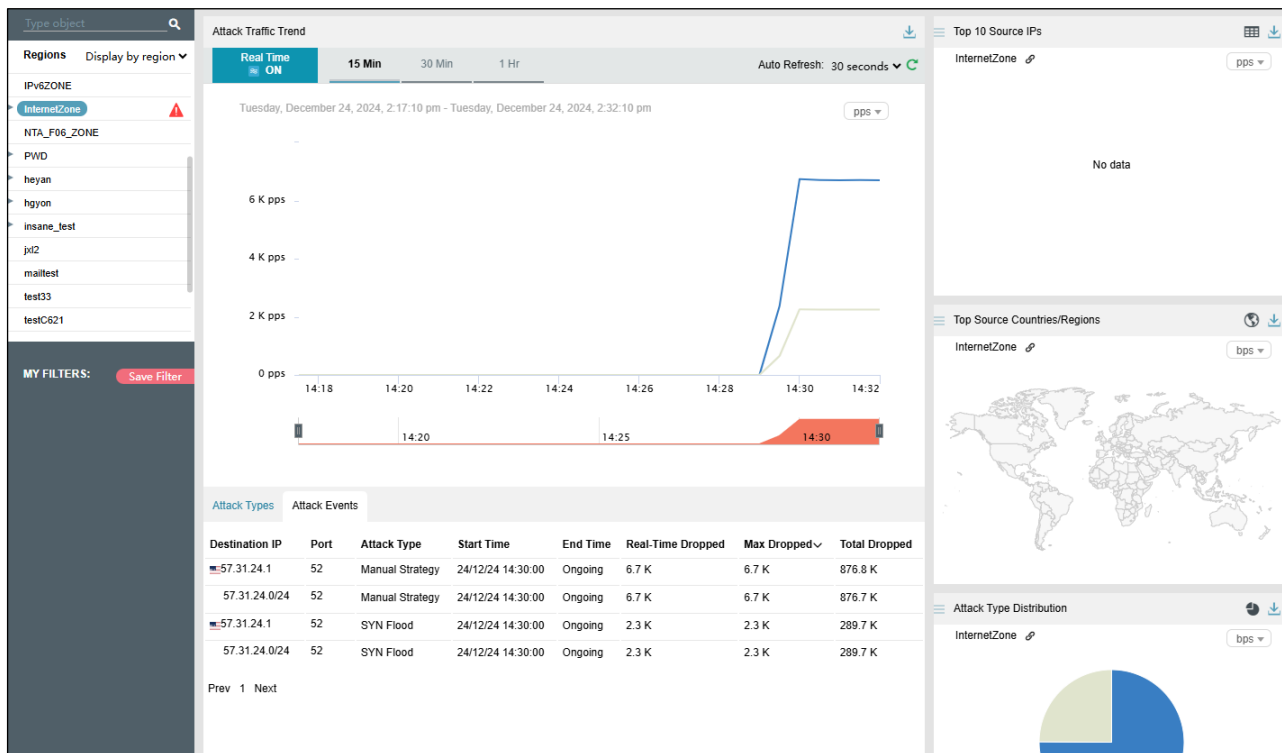 Type object
Regions Display by region
IPv6ZONE
InternetZone
NTA_F06_ZONE
PWD
heyan
hgyon
insane_test
jxl2
mailtest
test33
testC621
MY FILTERS: Save Filter
Attack Traffic Trend
Real Time
ON
15 Min 30 Min 1 Hr Auto Refresh: 30 seconds
Tuesday, December 24, 2024, 2:17:10 pm - Tuesday, December 24, 2024, 2:32:10 pm pps
6 K pps
4 K pps
2 K pps
0 pps
14:18 14:20 14:22 14:24 14:26 14:28 14:30 14:32
14:20 14:25 14:30
Attack Types Attack Events
Destination IP Port Attack Type Start Time End Time Real-Time Dropped Max Dropped Total Dropped
57.31.24.1 52 Manual Strategy 24/12/24 14:30:00 Ongoing 6.7 K 6.7 K 876.8 K
57.31.24.0/24 52 Manual Strategy 24/12/24 14:30:00 Ongoing 6.7 K 6.7 K 876.7 K
57.31.24.1 52 SYN Flood 24/12/24 14:30:00 Ongoing 2.3 K 2.3 K 289.7 K
57.31.24.0/24 52 SYN Flood 24/12/24 14:30:00 Ongoing 2.3 K 2.3 K 289.7 K
Prev 1 Next
Top 10 Source IPs
InternetZone pps
No data
Top Source Countries/Regions
InternetZone bps
Attack Type Distribution
InternetZone bps